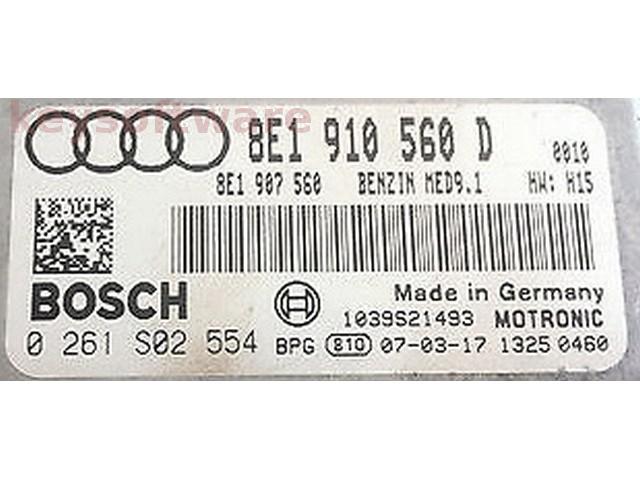 keysoftware
8E1 910 560 D 0010
8E1 907 560 BENZIN MED9.1 HW: H15
BOSCH Made in Germany
1039S21493 MOTRONIC
0 261 S02 554 BPG 810 07-03-17 1325 0460